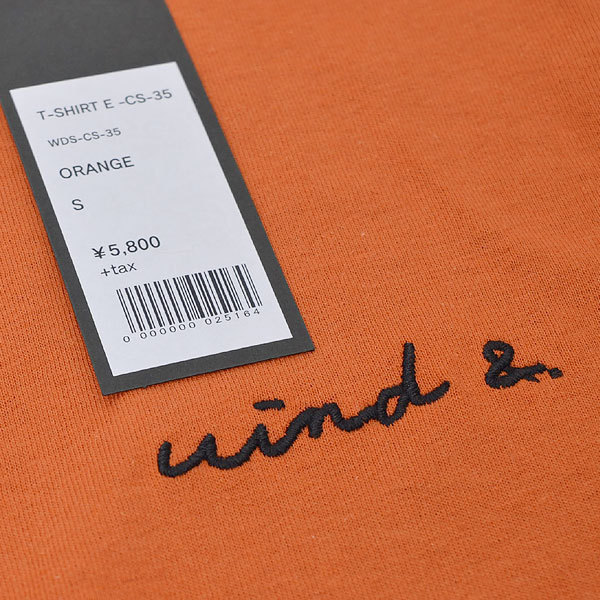 T-SHIRT E -CS-35
WDS-CS-35
ORANGE
S
¥5,800
+tax
0 000000 025164
wind &.